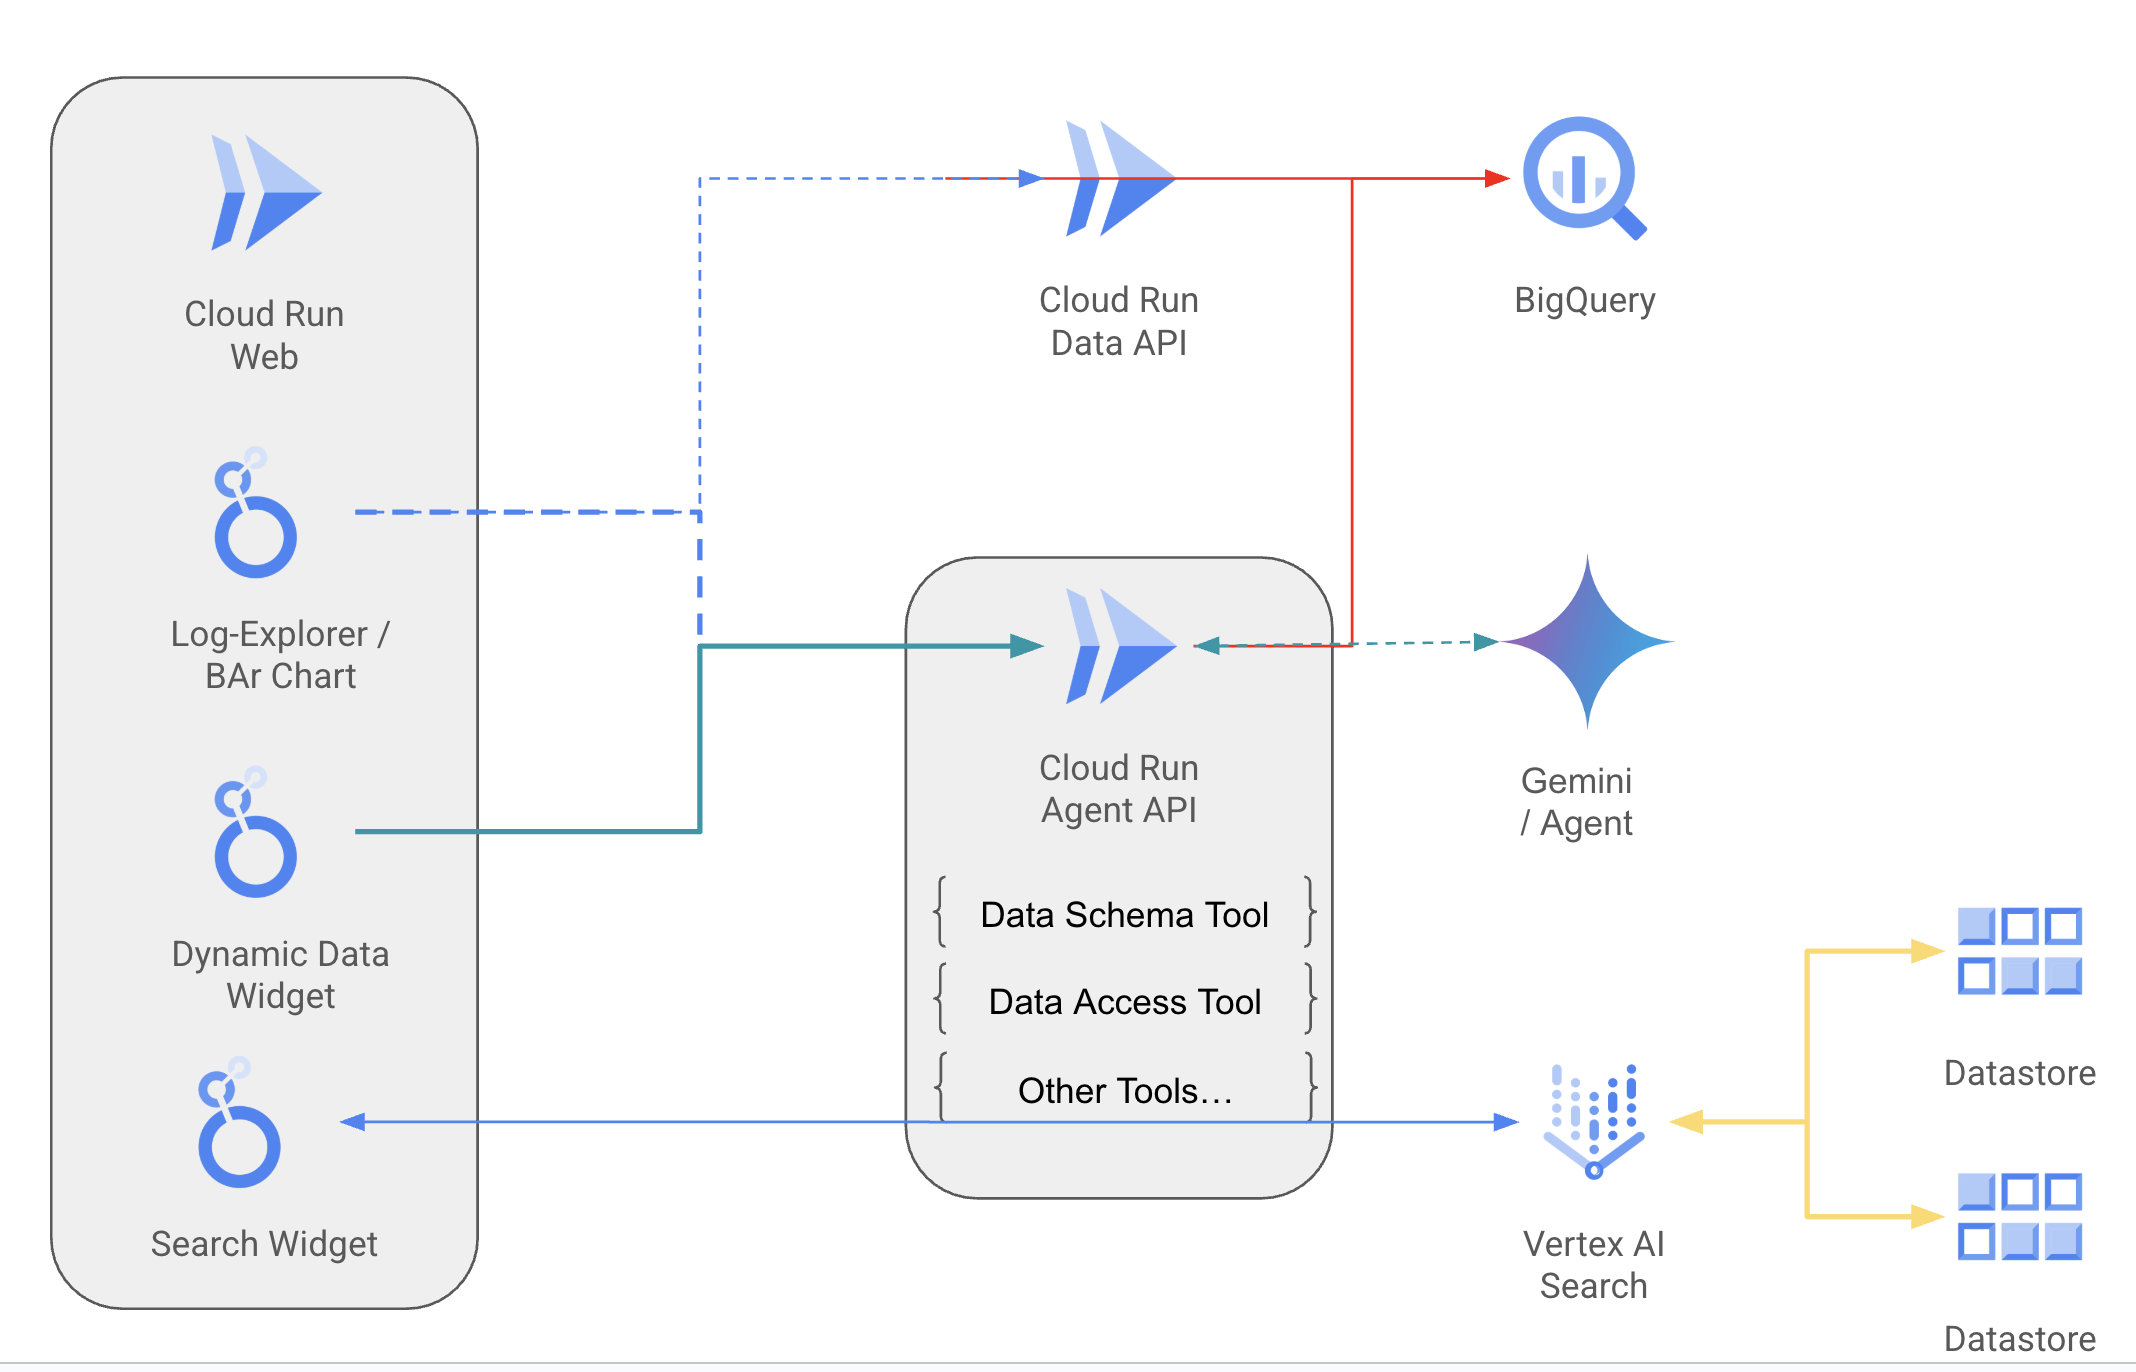 Cloud Run
Web
Log-Explorer /
BAr Chart
Dynamic Data
Widget
Search Widget
Cloud Run
Data API
BigQuery
Cloud Run
Agent API
Data Schema Tool
Data Access Tool
Other Tools…
Gemini
/ Agent
Vertex AI
Search
Datastore
Datastore